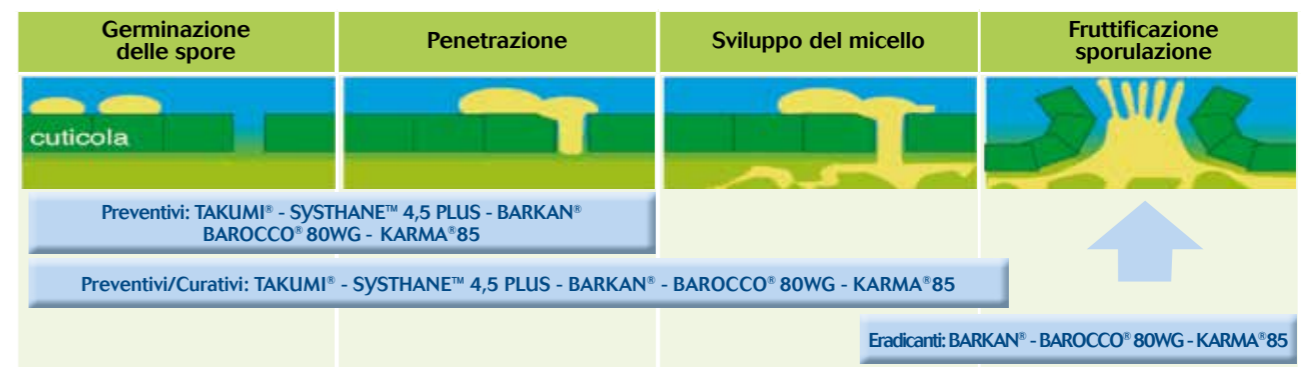 Germinazione
delle spore
Penetrazione
Sviluppo del micello
Fruttificazione
sporulazione
cuticola
Preventivi: TAKUMI® - SYSTHANE™ 4,5 PLUS - BARKAN®
BAROCCO® 80WG - KARMA®85
Preventivi/Curativi: TAKUMI® - SYSTHANE™ 4,5 PLUS - BARKAN® - BAROCCO® 80WG - KARMA®85
Eradicanti: BARKAN® - BAROCCO® 80WG - KARMA®85